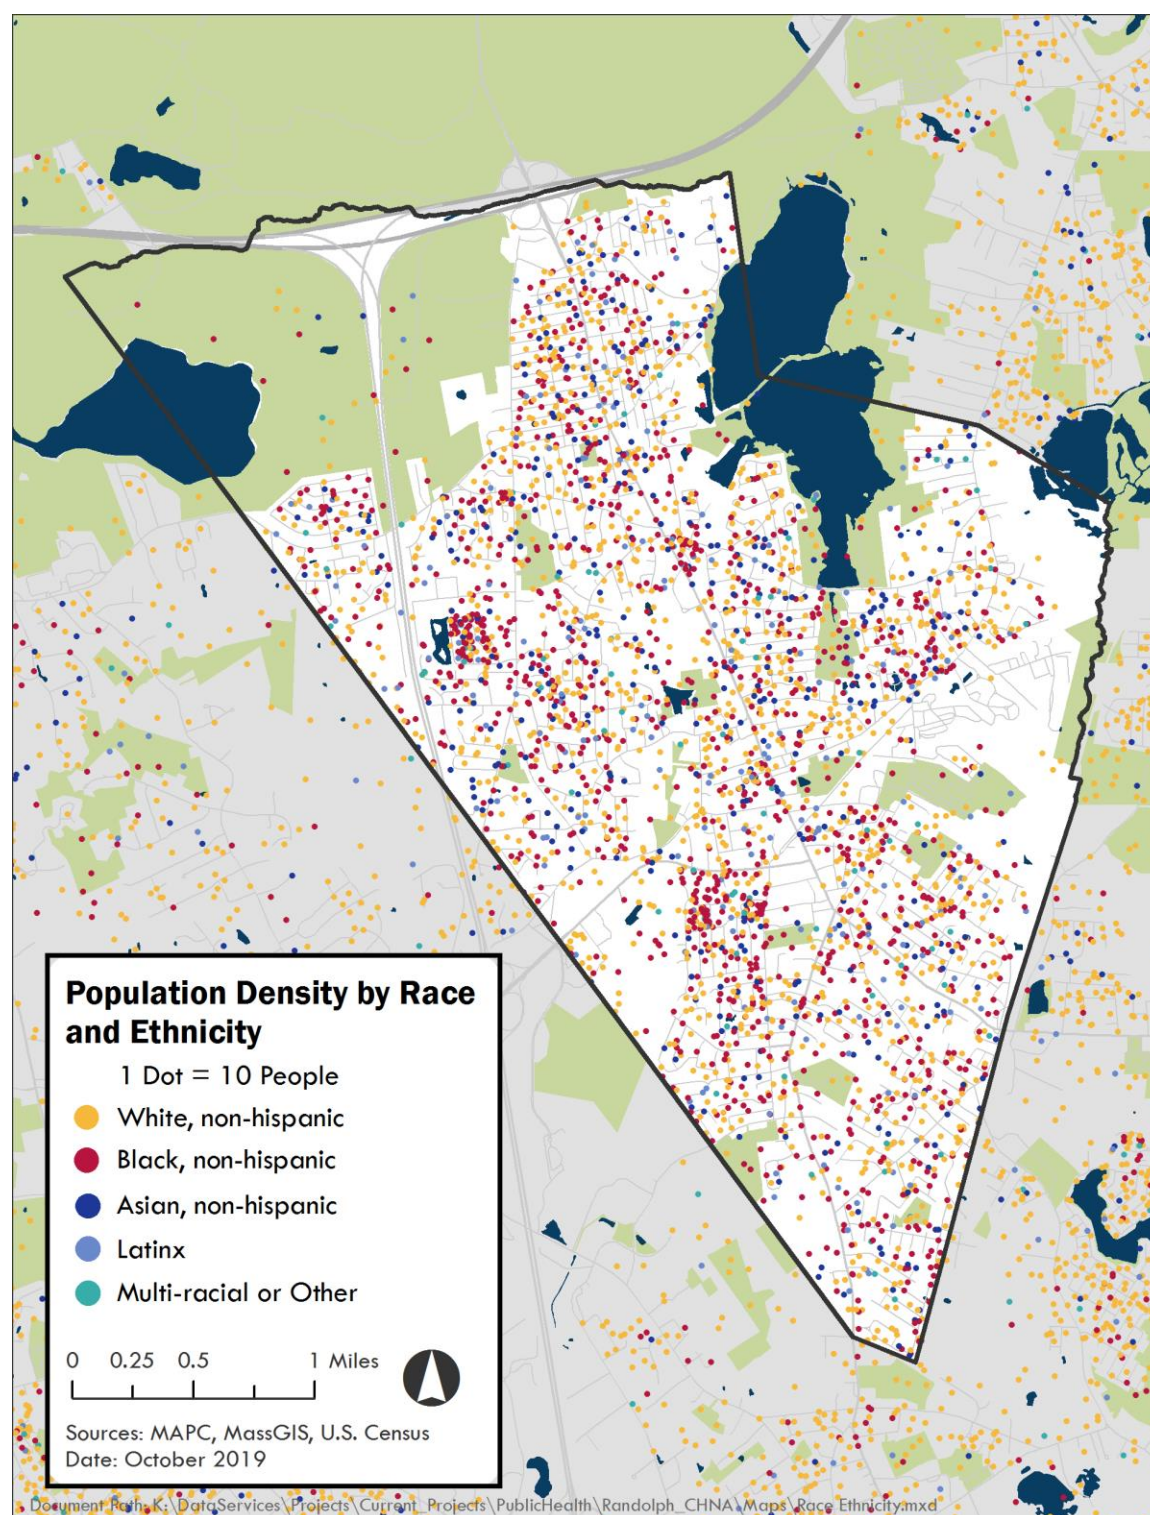 Population Density by Race
and Ethnicity
1 Dot = 10 People
White, non-hispanic
Black, non-hispanic
Asian, non-hispanic
Latinx
Multi-racial or Other
0 0.25 0.5 1 Miles
Sources: MAPC, MassGIS, U.S. Census
Date: October 2019
Document Path: K:\DataServices\Projects\Current_Projects\PublicHealth\Randolph_CHNA_Maps\Race Ethnicity.mxd